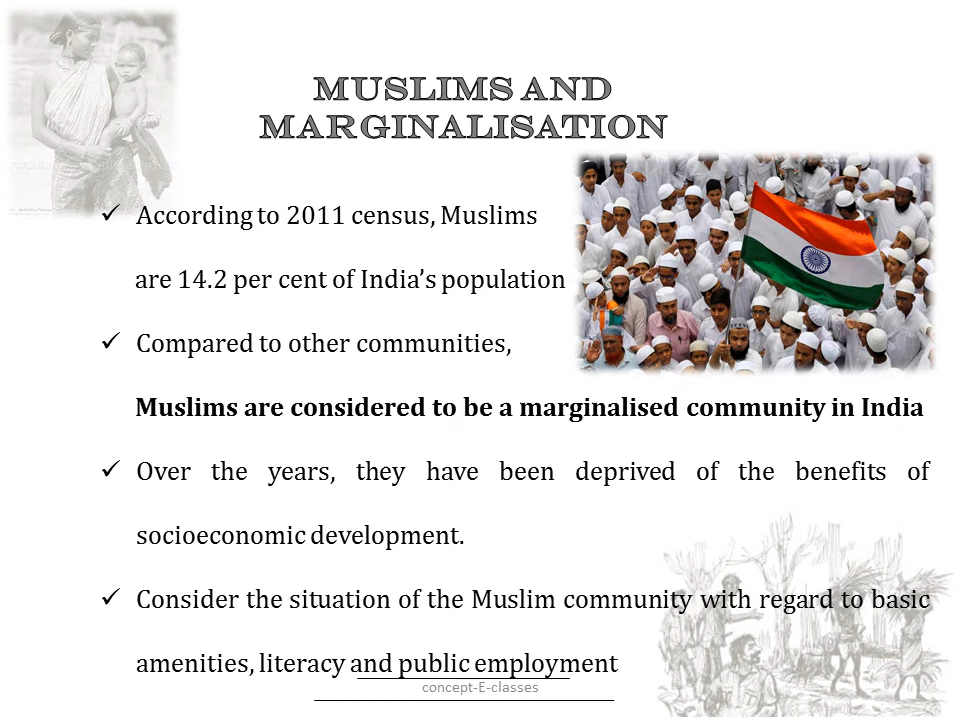 MUSLIMS AND
MARGINALISATION
✓ According to 2011 census, Muslims
are 14.2 per cent of India’s population
✓ Compared to other communities,
Muslims are considered to be a marginalised community in India
✓ Over the years, they have been deprived of the benefits of
socioeconomic development.
✓ Consider the situation of the Muslim community with regard to basic
amenities, literacy and public employment
concept-E-classes